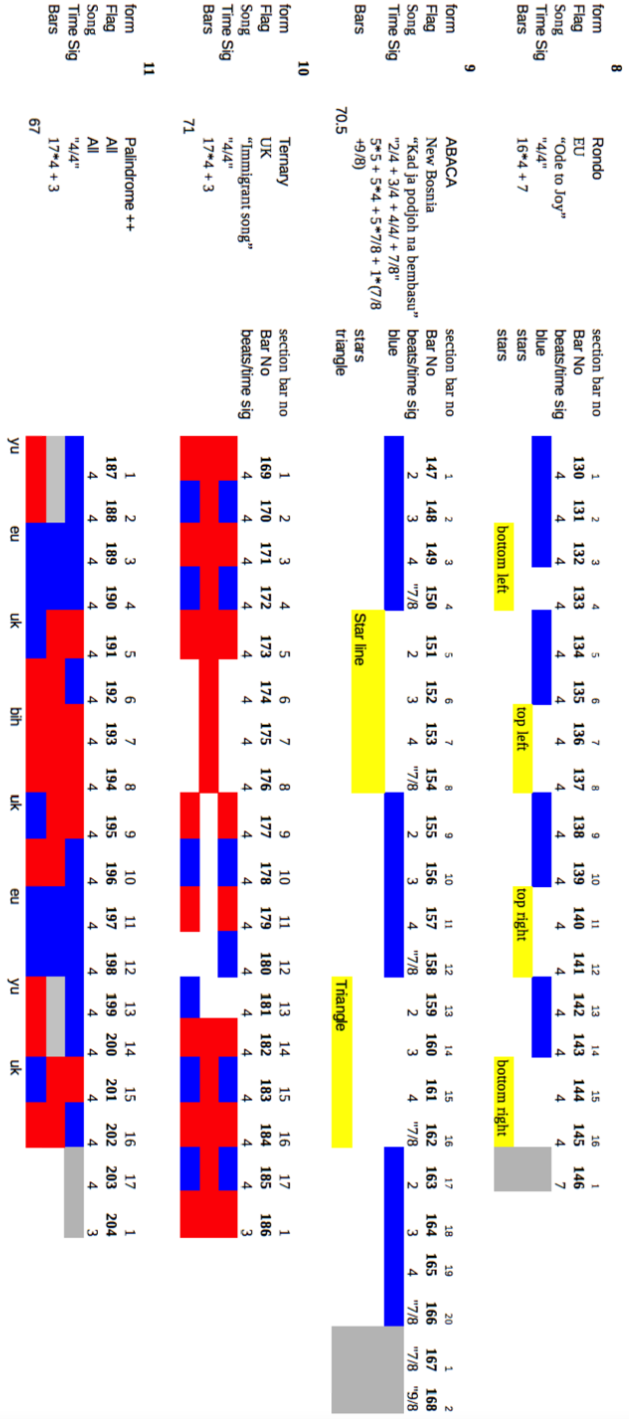 8
form Rondo section bar no 1 2 3 4 5 6 7 8 9 10 11 12 13 14 15 16 1
Flag EU Bar No 130 131 132 133 134 135 136 137 138 139 140 141 142 143 144 145 146
Song "Ode to Joy" beats/time sig 4 4 4 4 4 4 4 4 4 4 4 4 4 4 4 4 7
Time Sig "4/4" blue
Bars 16*4 + 7 stars top left top right
stars bottom left bottom right
9
form ABACA section bar no 1 2 3 4 5 6 7 8 9 10 11 12 13 14 15 16 17 18 19 20 1 2
Flag New Bosnia Bar No 147 148 149 150 151 152 153 154 155 156 157 158 159 160 161 162 163 164 165 166 167 168
Song "Kad ja podjoh na bembasu" beats/time sig 2 3 4 "7/8 2 3 4 "7/8 2 3 4 "7/8 2 3 4 "7/8 2 3 4 "7/8 "7/8 "9/8
Time Sig "2/4 + 3/4 + 4/4/ + 7/8" blue
Bars 5*5 + 5*4 + 5*7/8 + 1*(7/8
+9/8) stars Star line
70.5 triangle Triangle
10
form Ternary section bar no 1 2 3 4 5 6 7 8 9 10 11 12 13 14 15 16 17 1
Flag UK Bar No 169 170 171 172 173 174 175 176 177 178 179 180 181 182 183 184 185 186
Song "Immigrant song" beats/time sig 4 4 4 4 4 4 4 4 4 4 4 4 4 4 4 4 4 3
Time Sig "4/4"
Bars 17*4 + 3
71
11
form Palindrome ++ 1 2 3 4 5 6 7 8 9 10 11 12 13 14 15 16 17 1
Flag All 187 188 189 190 191 192 193 194 195 196 197 198 199 200 201 202 203 204
Song All 4 4 4 4 4 4 4 4 4 4 4 4 4 4 4 4 4 3
Time Sig "4/4"
Bars 17*4 + 3
67
yu eu uk bih uk eu yu uk